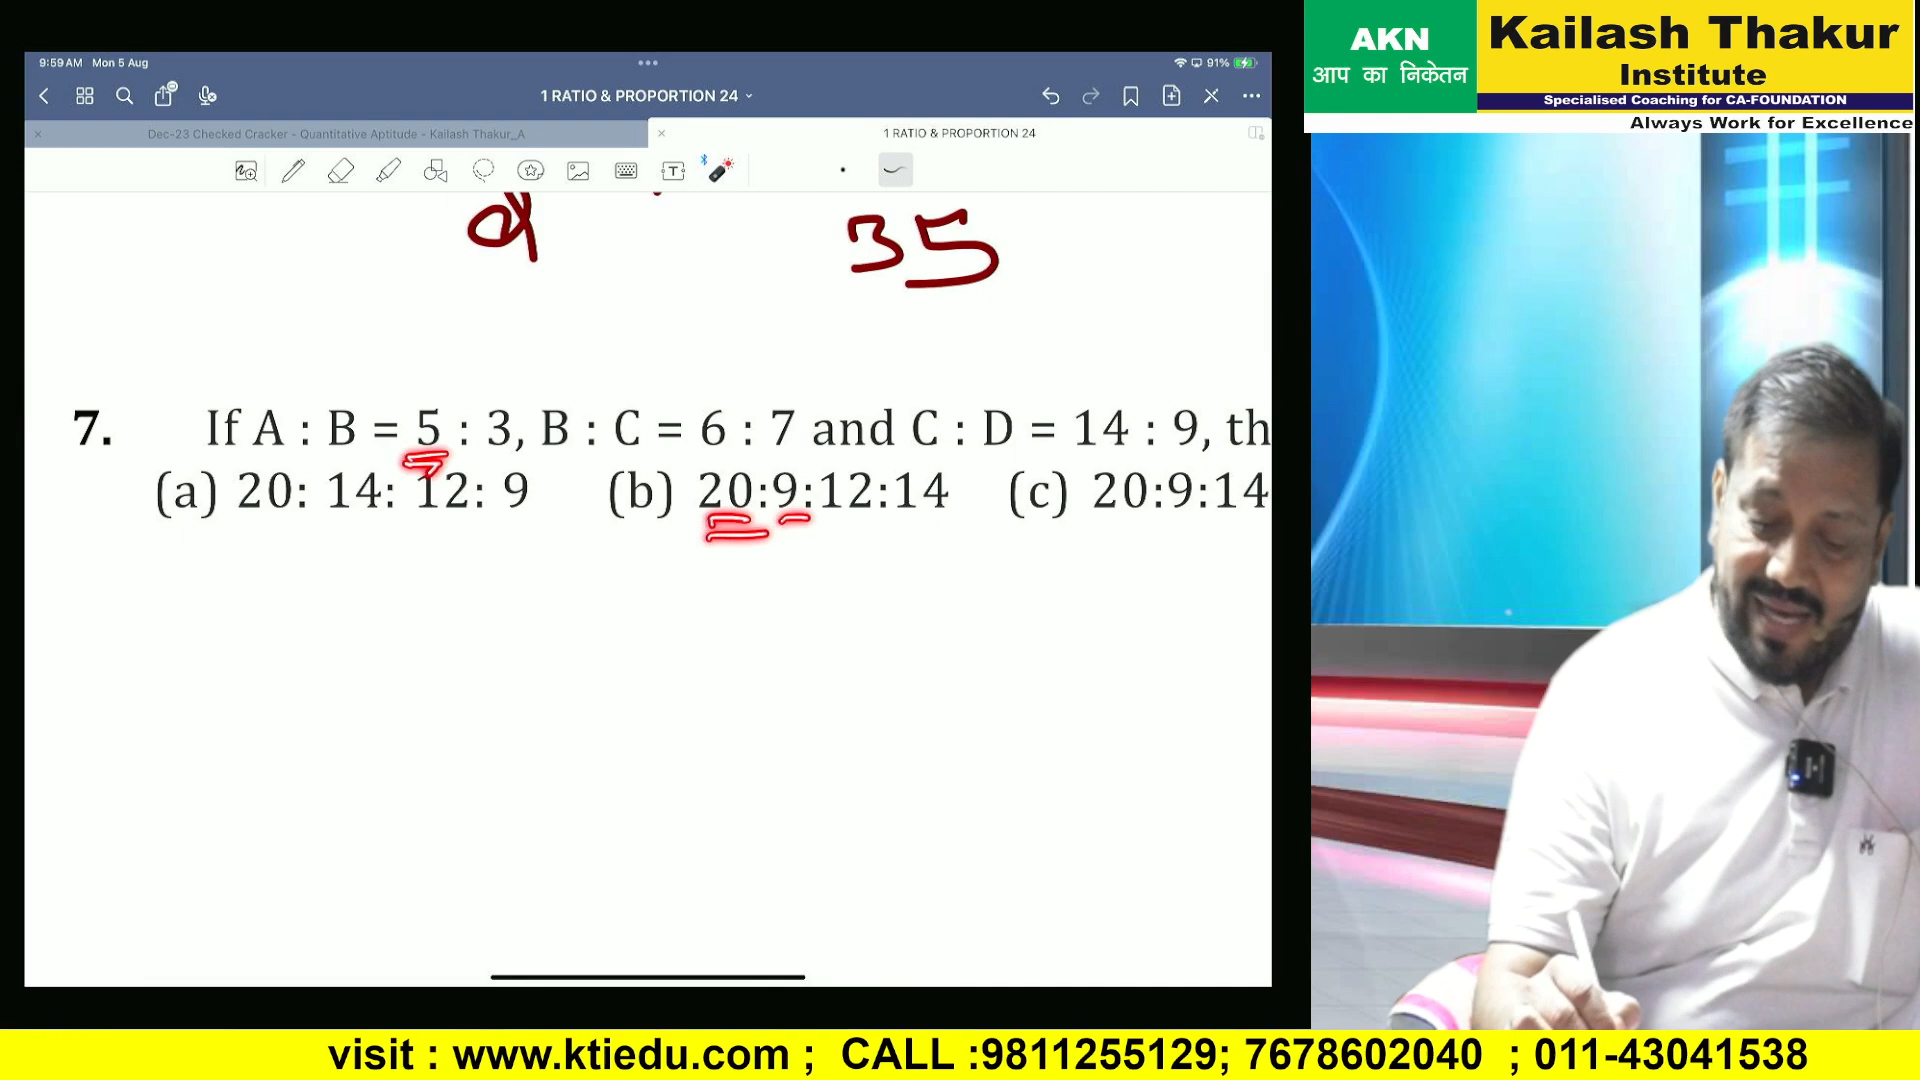 AKN
आप का निकेतन
Kailash Thakur
Institute
Specialised Coaching for CA-FOUNDATION
Always Work for Excellence
9:59 AM Mon 5 Aug
91%
1 RATIO & PROPORTION 24
Dec-23 Checked Cracker - Quantitative Aptitude - Kailash Thakur_A
1 RATIO & PROPORTION 24
35
7. If A : B = 5 : 3, B : C = 6 : 7 and C : D = 14 : 9, th
(a) 20: 14: 12: 9 (b) 20:9:12:14 (c) 20:9:14
visit : www.ktiedu.com ; CALL :9811255129; 7678602040 ; 011-43041538